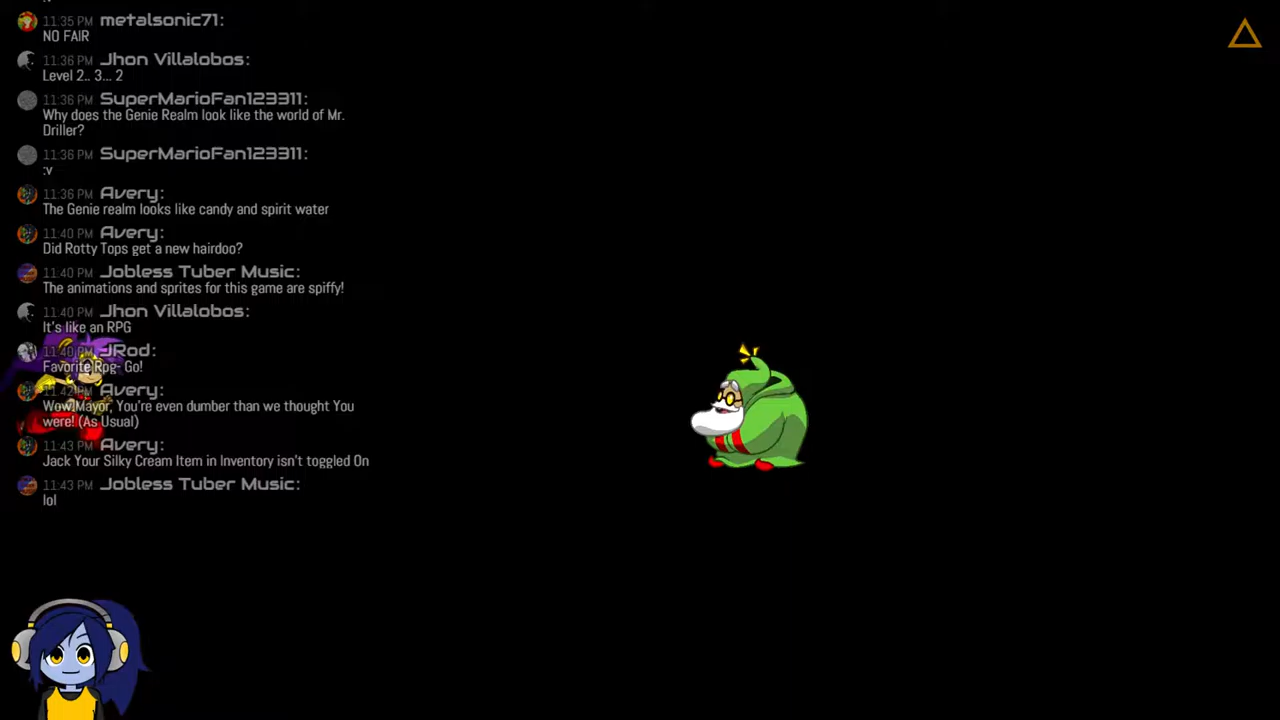 11:35 PM metalsonic71:
NO FAIR
11:36 PM Jhon Villalobos:
Level 2.. 3... 2
11:36 PM SuperMarioFan123311:
Why does the Genie Realm look like the world of Mr.
Driller?
11:36 PM SuperMarioFan123311:
:v
11:36 PM Avery:
The Genie realm looks like candy and spirit water
11:40 PM Avery:
Did Rotty Tops get a new hairdoo?
11:40 PM Jobless Tuber Music:
The animations and sprites for this game are spiffy!
11:40 PM Jhon Villalobos:
It's like an RPG
11:40 PM JRod:
Favorite Rpg- Go!
11:42 PM Avery:
Wow!Mayor, You're even dumber than we thought You
were! (As Usual)
11:43 PM Avery:
Jack Your Silky Cream Item in Inventory isn't toggled On
11:43 PM Jobless Tuber Music:
lol